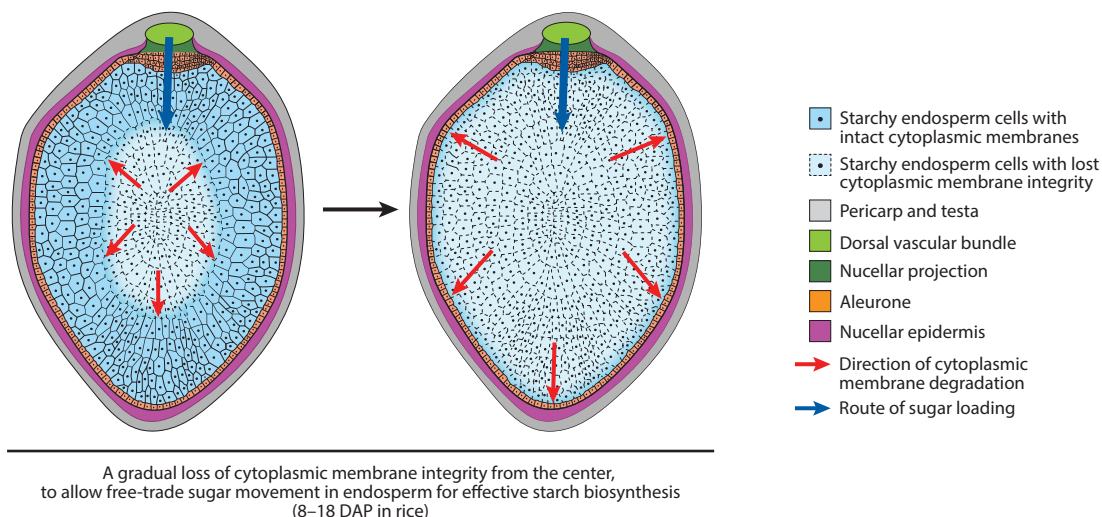 Starchy endosperm cells with
intact cytoplasmic membranes
Starchy endosperm cells with lost
cytoplasmic membrane integrity
Pericarp and testa
Dorsal vascular bundle
Nucellar projection
Aleurone
Nucellar epidermis
Direction of cytoplasmic
membrane degradation
Route of sugar loading
A gradual loss of cytoplasmic membrane integrity from the center,
to allow free-trade sugar movement in endosperm for effective starch biosynthesis
(8–18 DAP in rice)